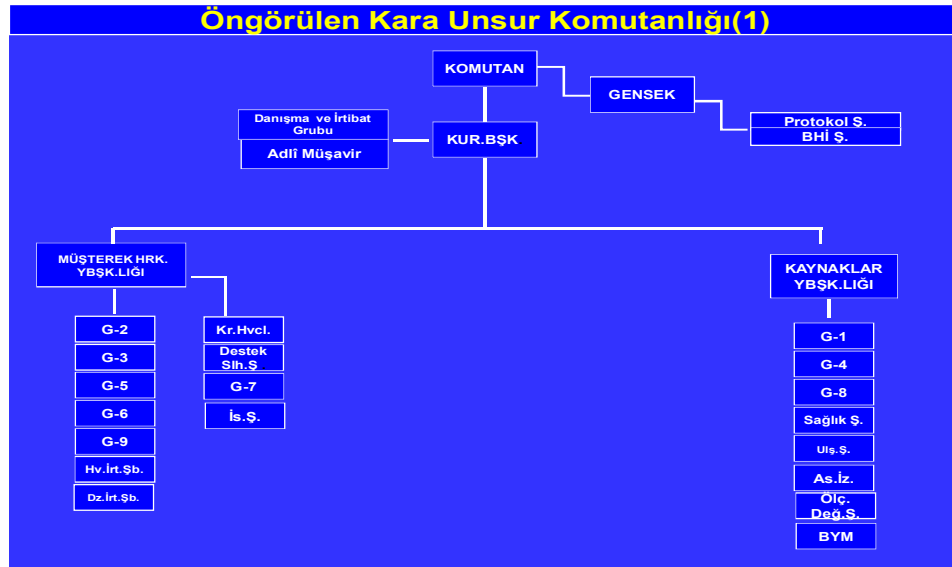 Öngörülen Kara Unsur Komutanlığı(1)
KOMUTAN
GENSEK
Protokol Ş.
BHİ Ş.
Danışma ve İrtibat
Grubu
Adlî Müşavir
KUR.BŞK.
MÜŞTEREK HRK.
YBŞK.LIĞI
G-2
G-3
G-5
G-6
G-9
Hv.İrt.Şb.
Dz.İrt.Şb.
Kr.Hvcl.
Destek
Slh.Ş
G-7
İs.Ş.
KAYNAKLAR
YBŞK.LIĞI
G-1
G-4
G-8
Sağlık Ş.
Ulş.Ş.
As.İz.
Ölç.
Değ.Ş.
BYM